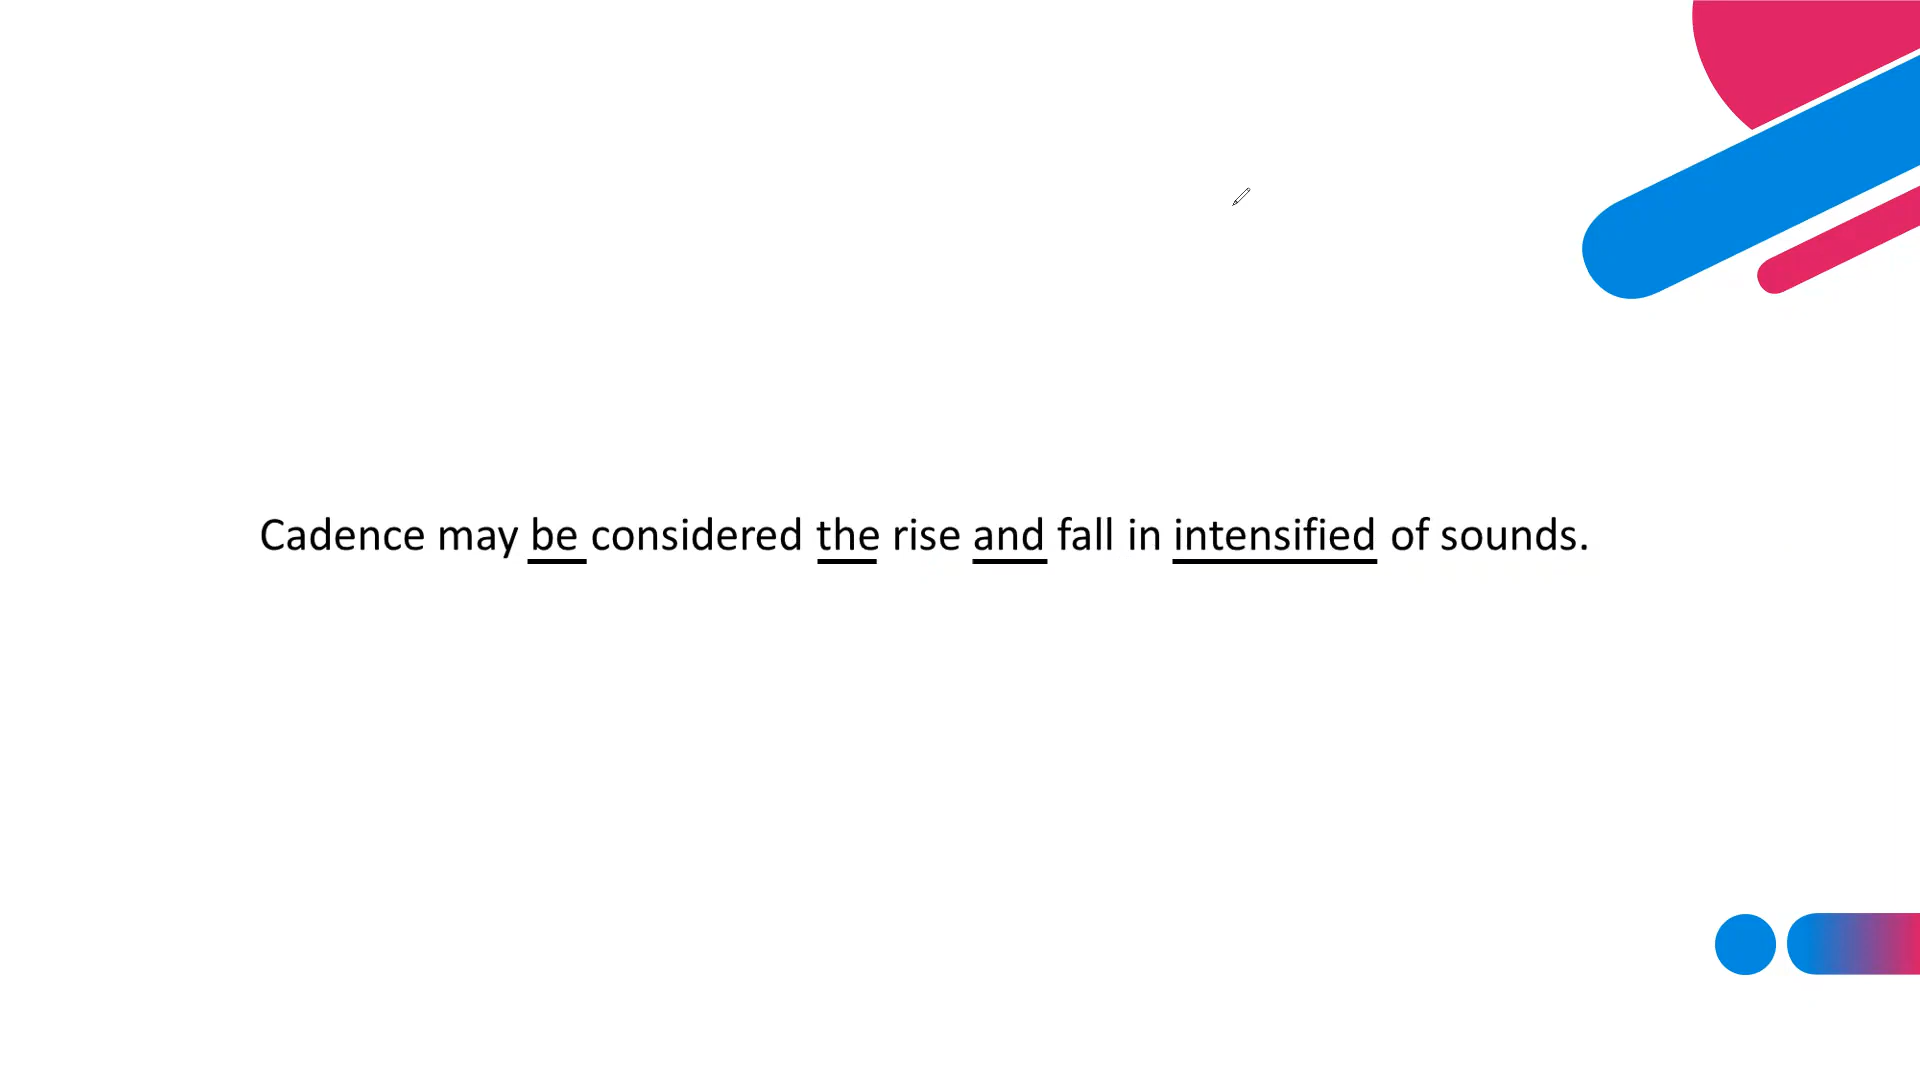 Cadence may be considered the rise and fall in intensified of sounds.